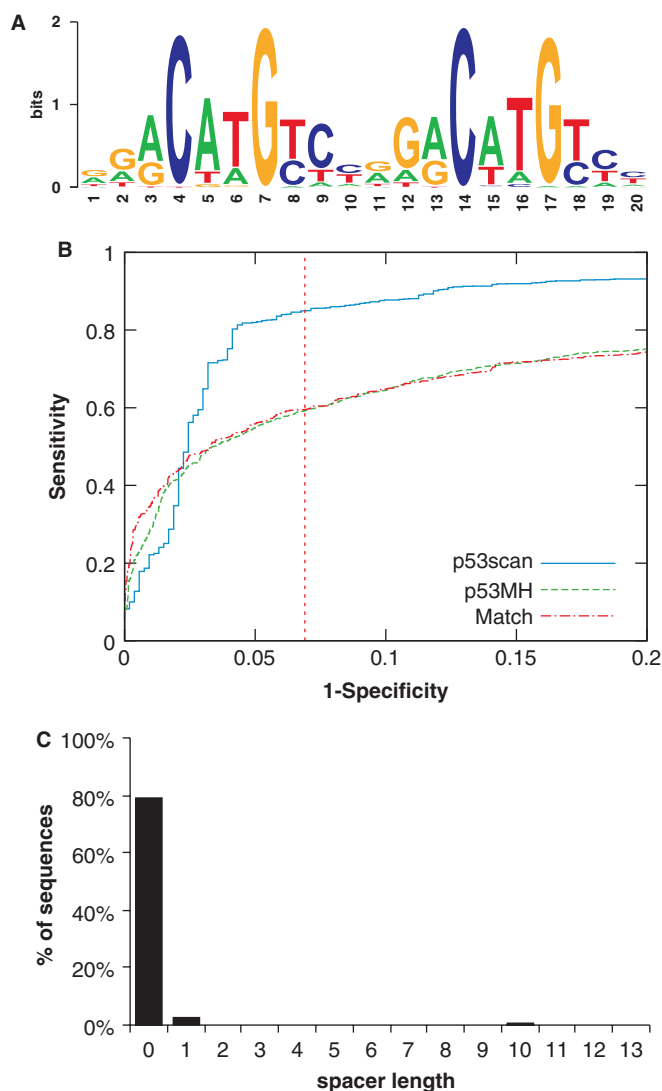 A
2
bits
1
0
GACATGTCCGGACATGTCC
1 2 3 4 5 6 7 8 9 10 11 12 13 14 15 16 17 18 19 20
B
1
0.8
0.6
0.4
0.2
0
Sensitivity
p53scan
p53MH
Match
0 0.05 0.1 0.15 0.2
1-Specificity
C
100%
80%
60%
40%
20%
0%
% of sequences
0 1 2 3 4 5 6 7 8 9 10 11 12 13
spacer length